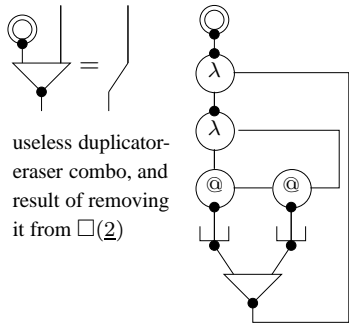 =
λ
λ
@ @
useless duplicator-
eraser combo, and
result of removing
it from □(2)